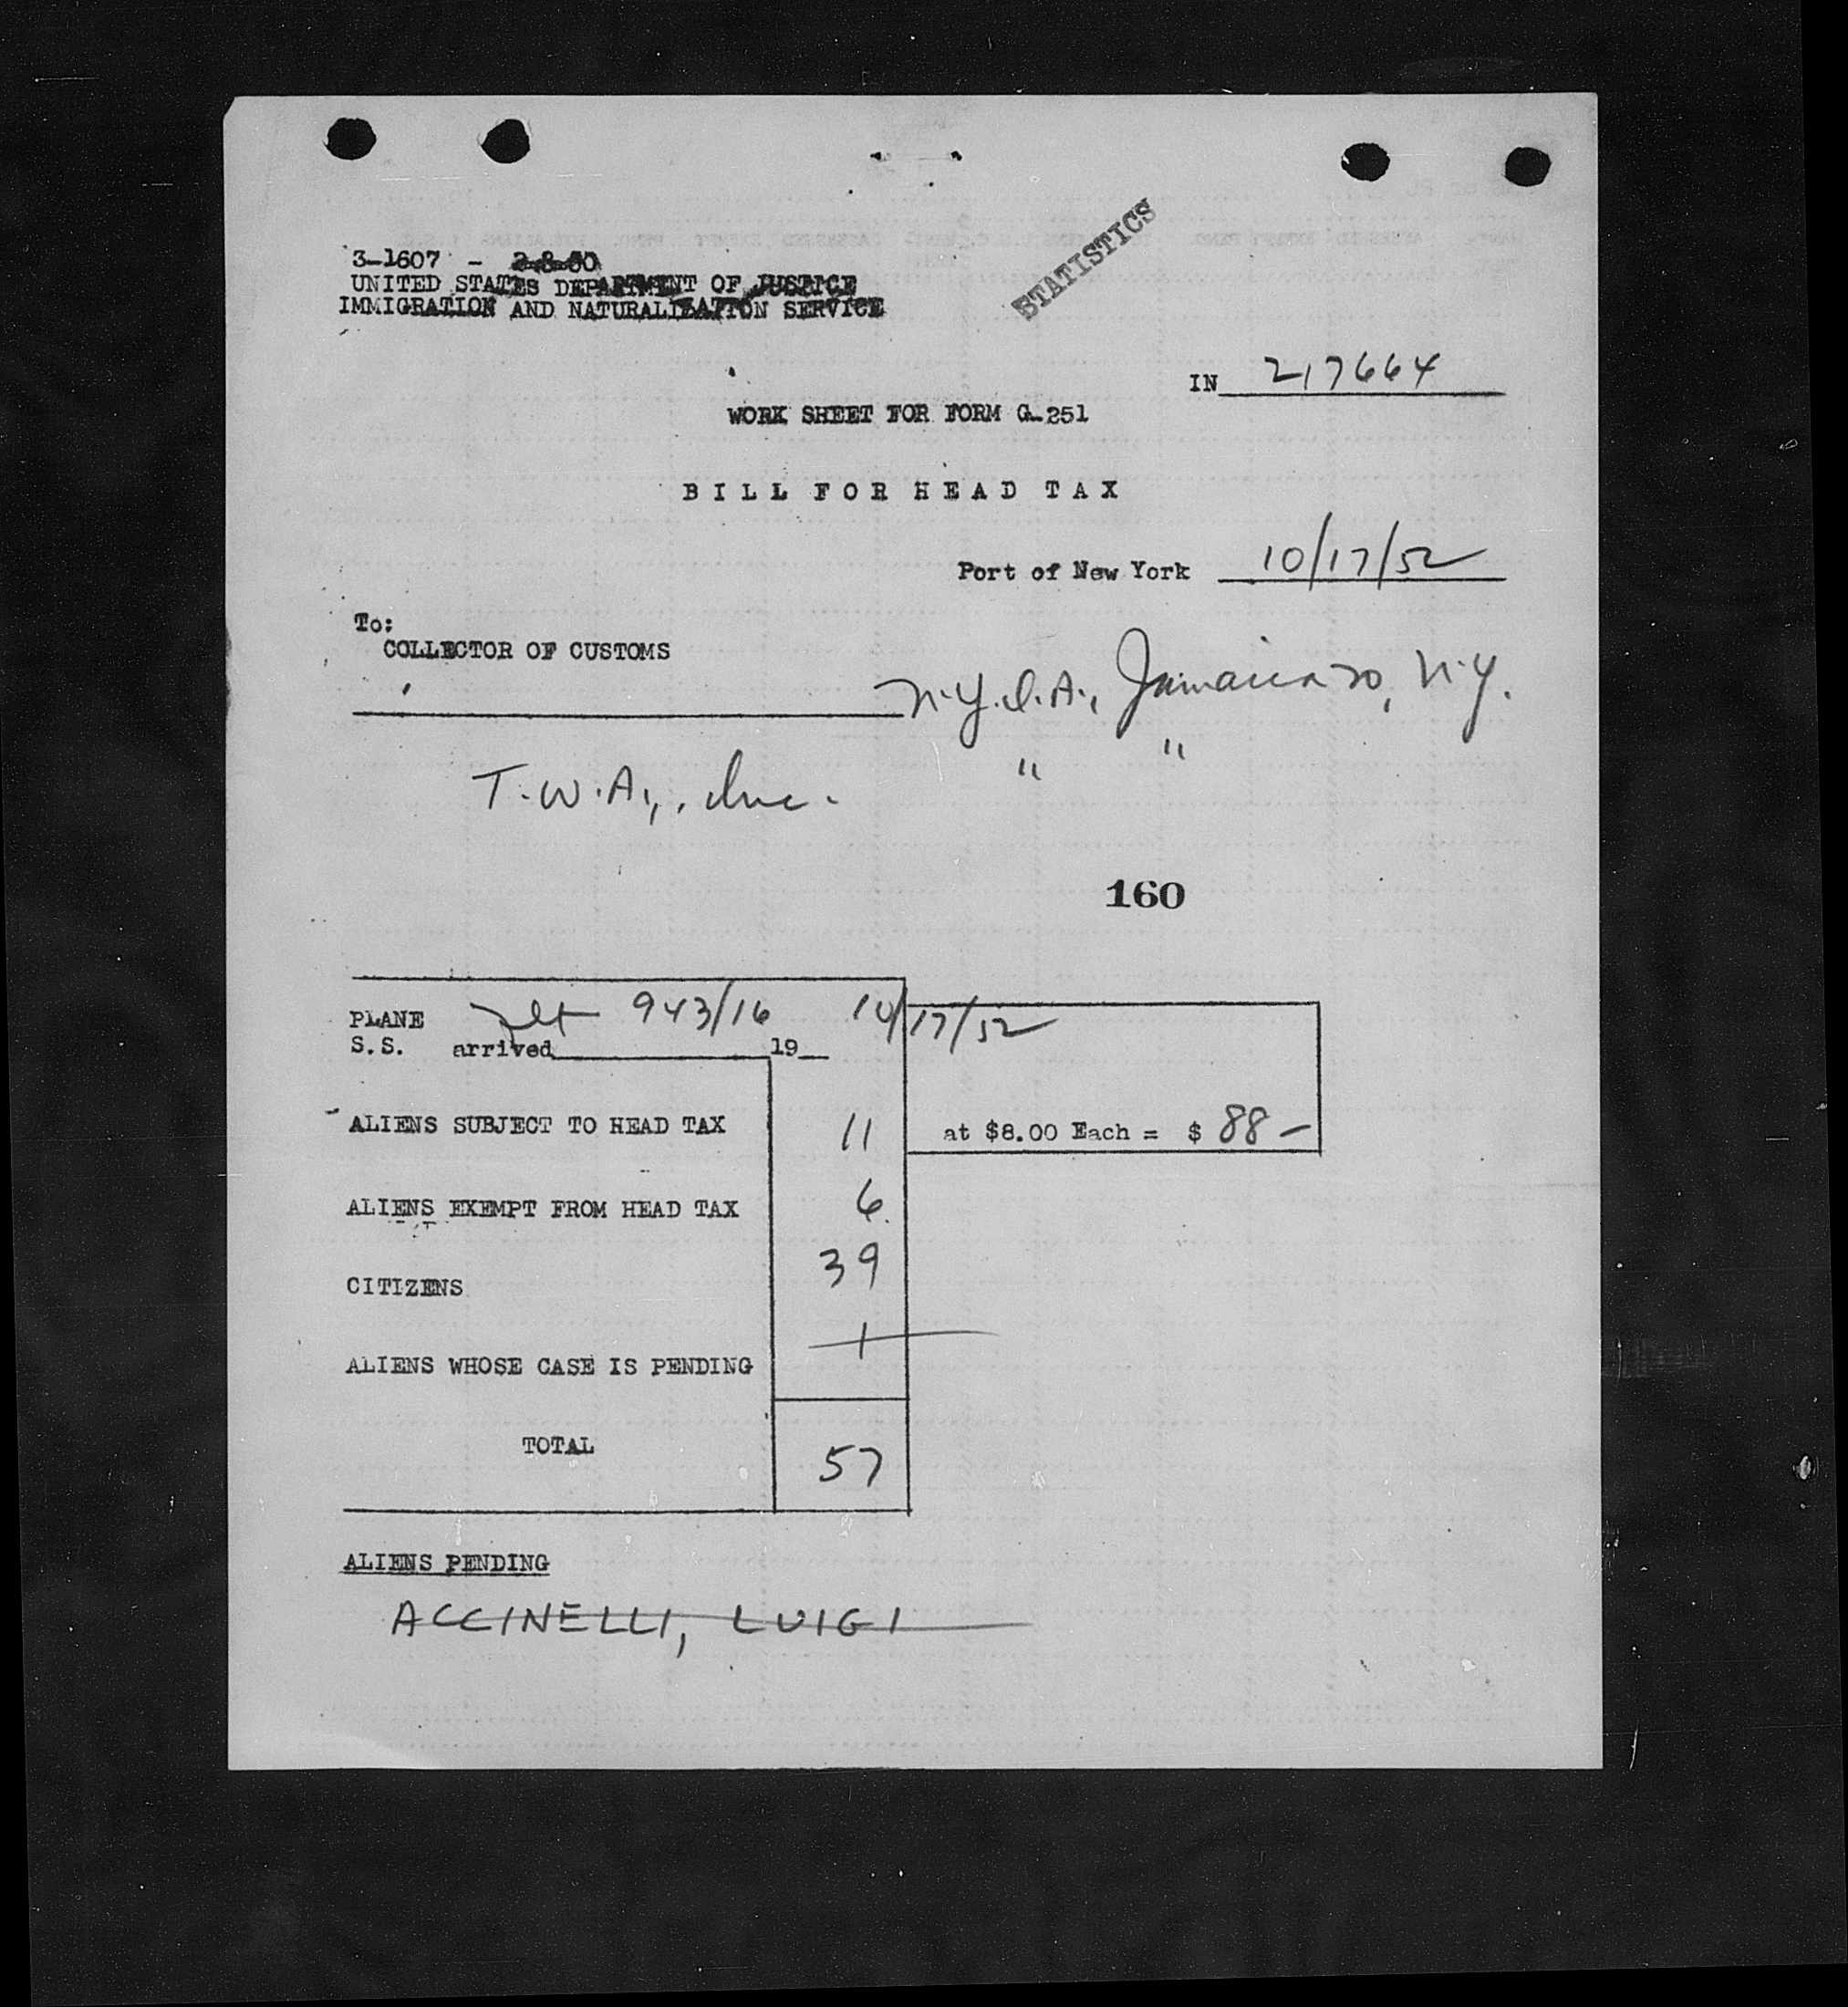 STATISTICS
3-1607 - 2-8-50
UNITED STATES DEPARTMENT OF JUSTICE
IMMIGRATION AND NATURALIZATION SERVICE
IN 217664
WORK SHEET FOR FORM G-251
BILL FOR HEAD TAX
Port of New York 10/17/52
To:
COLLECTOR OF CUSTOMS
N.Y.I.A., Jamaica 30, N.Y.
T.W.A., Inc. " "
160
PLANE flt 943/16 10/17/52
S.S. arrived 19
ALIENS SUBJECT TO HEAD TAX 11 at $8.00 Each = $ 88-
ALIENS EXEMPT FROM HEAD TAX 6
CITIZENS 39
ALIENS WHOSE CASE IS PENDING 1
TOTAL 57
ALIENS PENDING
ACCINELLI, LUIGI